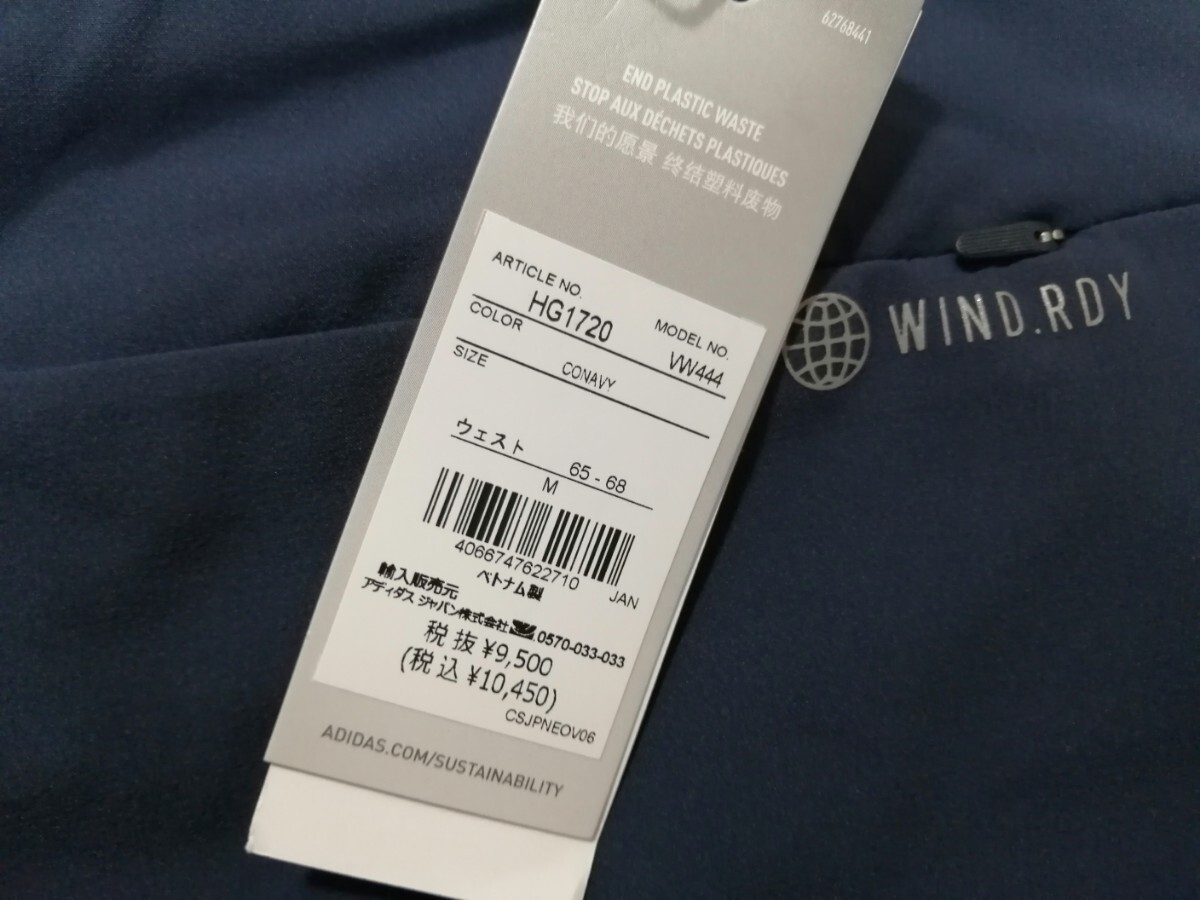 62768441
END PLASTIC WASTE
STOP AUX DÉCHETS PLASTIQUES
我们的愿景 终结塑料废物
ARTICLE NO.
HG1720
MODEL NO.
VW444
COLOR
CONAVY
SIZE
ウェスト 65 - 68
M
4066747622710
JAN
ベトナム製
輸入販売元
アディダス ジャパン株式会社 0570-033-033
税抜 ¥9,500
(税込 ¥10,450)
CSJPNEOV06
ADIDAS.COM/SUSTAINABILITY
WIND.RDY